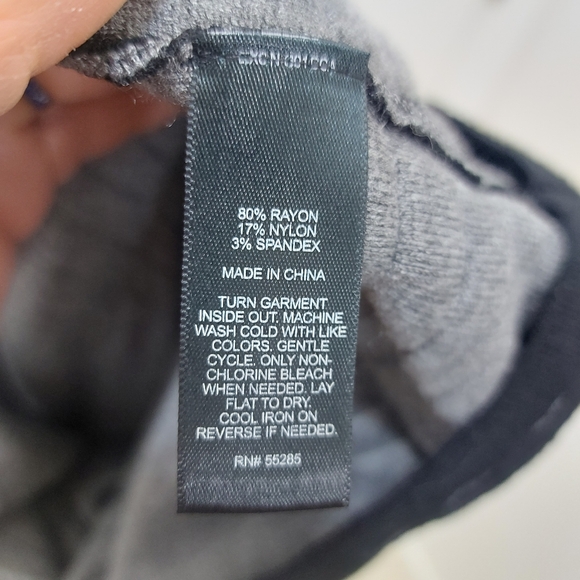 80% RAYON
17% NYLON
3% SPANDEX
MADE IN CHINA
TURN GARMENT
INSIDE OUT. MACHINE
WASH COLD WITH LIKE
COLORS. GENTLE
CYCLE. ONLY NON-
CHLORINE BLEACH
WHEN NEEDED. LAY
FLAT TO DRY.
COOL IRON ON
REVERSE IF NEEDED.
RN# 55285